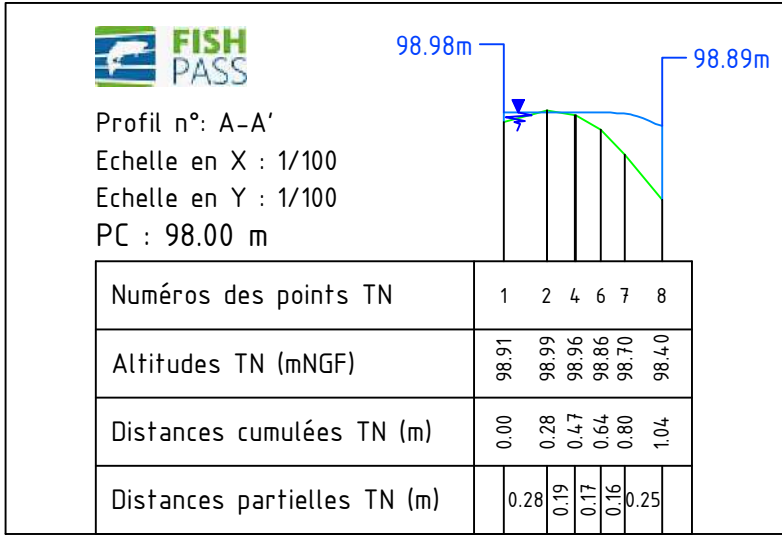 FISH
PASS
98.98m
98.89m
Profil n°: A-A'
Echelle en X : 1/100
Echelle en Y : 1/100
PC : 98.00 m
Numéros des points TN 1 2 4 6 7 8
Altitudes TN (mNGF) 98.91 98.99 98.96 98.86 98.70 98.40
Distances cumulées TN (m) 0.00 0.28 0.47 0.64 0.80 1.04
Distances partielles TN (m) 0.28 0.19 0.17 0.16 0.25